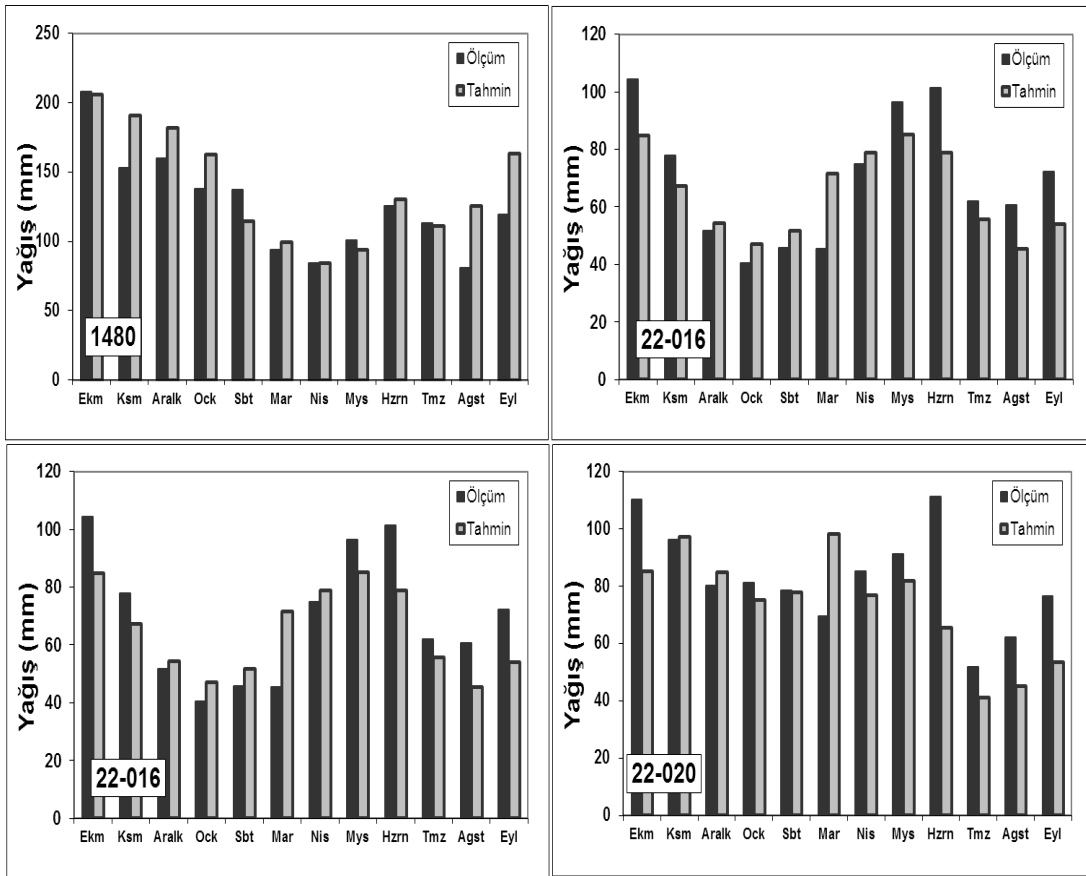 250
200
150
100
50
0
Yağış (mm)
Ölçüm
Tahmin
1480
Ekm Ksm Aralk Ock Sbt Mar Nis Mys Hzrn Tmz Agst Eyl
120
100
80
60
40
20
0
Yağış (mm)
Ölçüm
Tahmin
22-016
Ekm Ksm Aralk Ock Sbt Mar Nis Mys Hzrn Tmz Agst Eyl
120
100
80
60
40
20
0
Yağış (mm)
Ölçüm
Tahmin
22-016
Ekm Ksm Aralk Ock Sbt Mar Nis Mys Hzrn Tmz Agst Eyl
120
100
80
60
40
20
0
Yağış (mm)
Ölçüm
Tahmin
22-020
Ekm Ksm Aralk Ock Sbt Mar Nis Mys Hzrn Tmz Agst Eyl